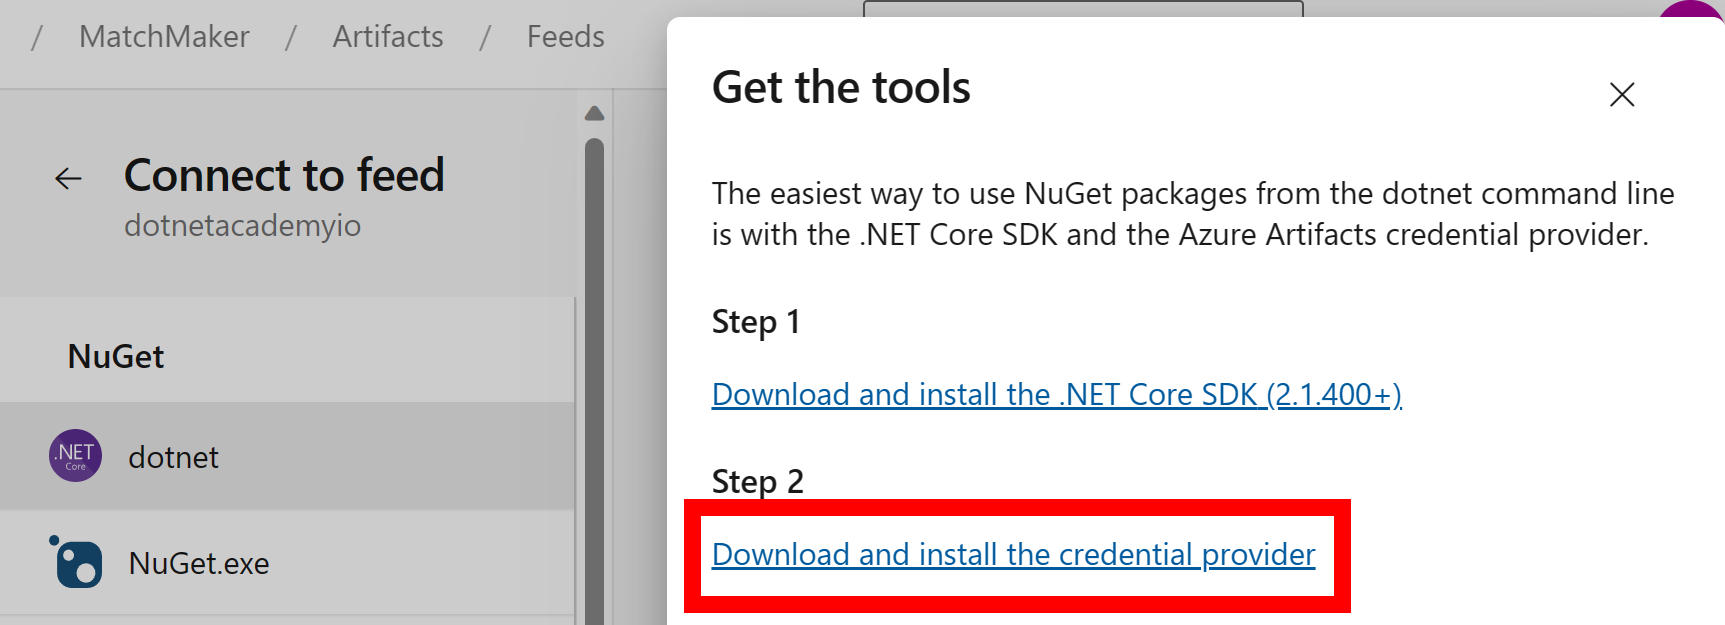 / MatchMaker / Artifacts / Feeds
Connect to feed
dotnetacademyio
NuGet
.NET
Core
dotnet
NuGet.exe
Get the tools
The easiest way to use NuGet packages from the dotnet command line
is with the .NET Core SDK and the Azure Artifacts credential provider.
Step 1
Download and install the .NET Core SDK (2.1.400+)
Step 2
Download and install the credential provider